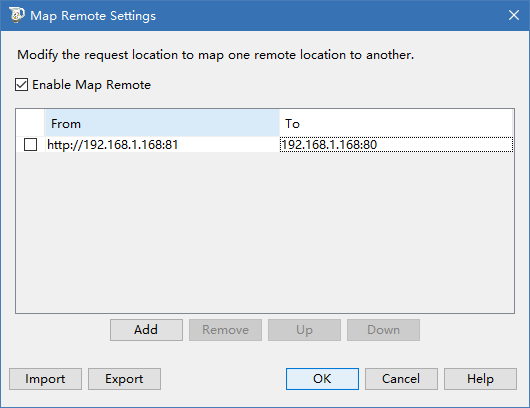 Map Remote Settings
Modify the request location to map one remote location to another.
Enable Map Remote
From To
http://192.168.1.168:81 192.168.1.168:80
Add Remove Up Down
Import Export OK Cancel Help